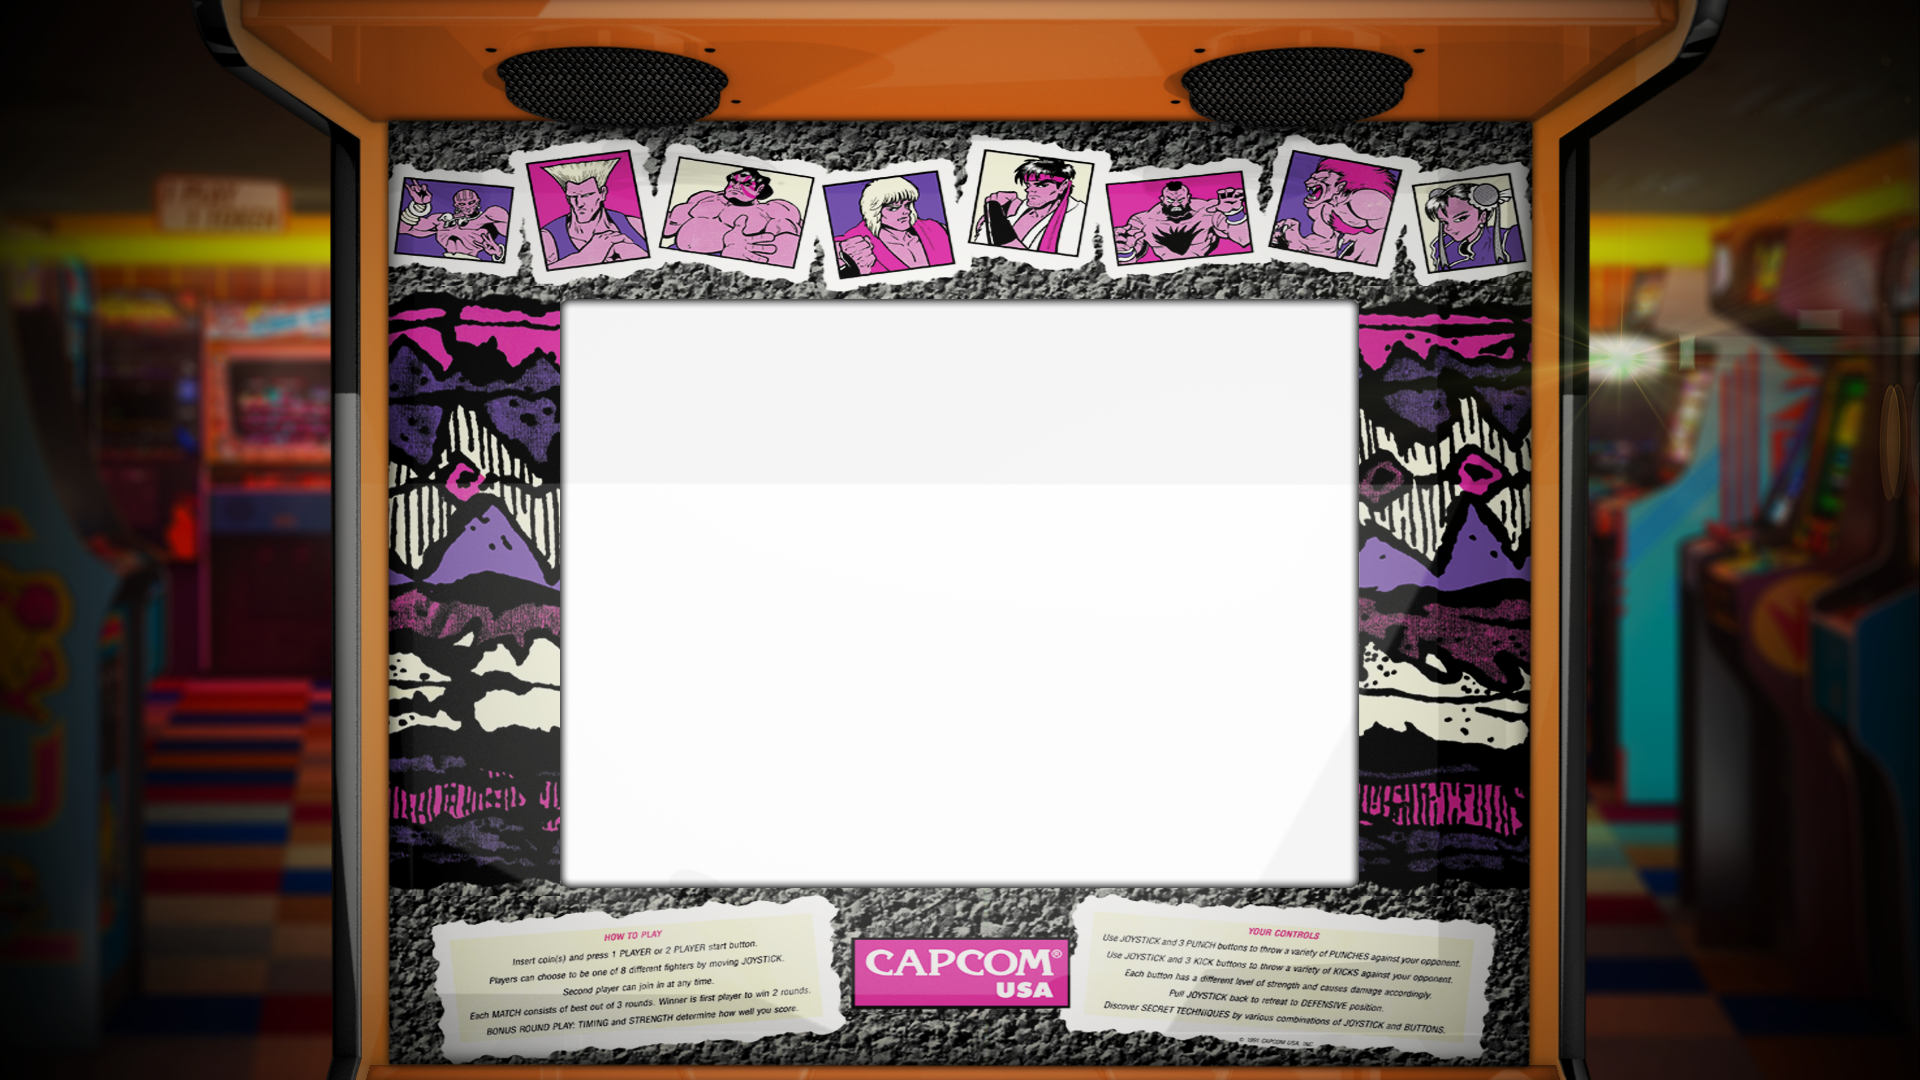 HOW TO PLAY
Insert coin(s) and press 1 PLAYER or 2 PLAYER start button.
Players can choose to be one of 8 different fighters by moving JOYSTICK.
Second player can join in at any time.
Each MATCH consists of best out of 3 rounds. Winner is first player to win 2 rounds.
BONUS ROUND PLAY: TIMING and STRENGTH determine how well you score.
CAPCOM®
USA
YOUR CONTROLS
Use JOYSTICK and 3 PUNCH buttons to throw a variety of PUNCHES against your opponent.
Use JOYSTICK and 3 KICK buttons to throw a variety of KICKS against your opponent.
Each button has a different level of strength and causes damage accordingly.
Pull JOYSTICK back to retreat to DEFENSIVE position.
Discover SECRET TECHNIQUES by various combinations of JOYSTICK and BUTTONS.
© 1991 CAPCOM USA, INC.